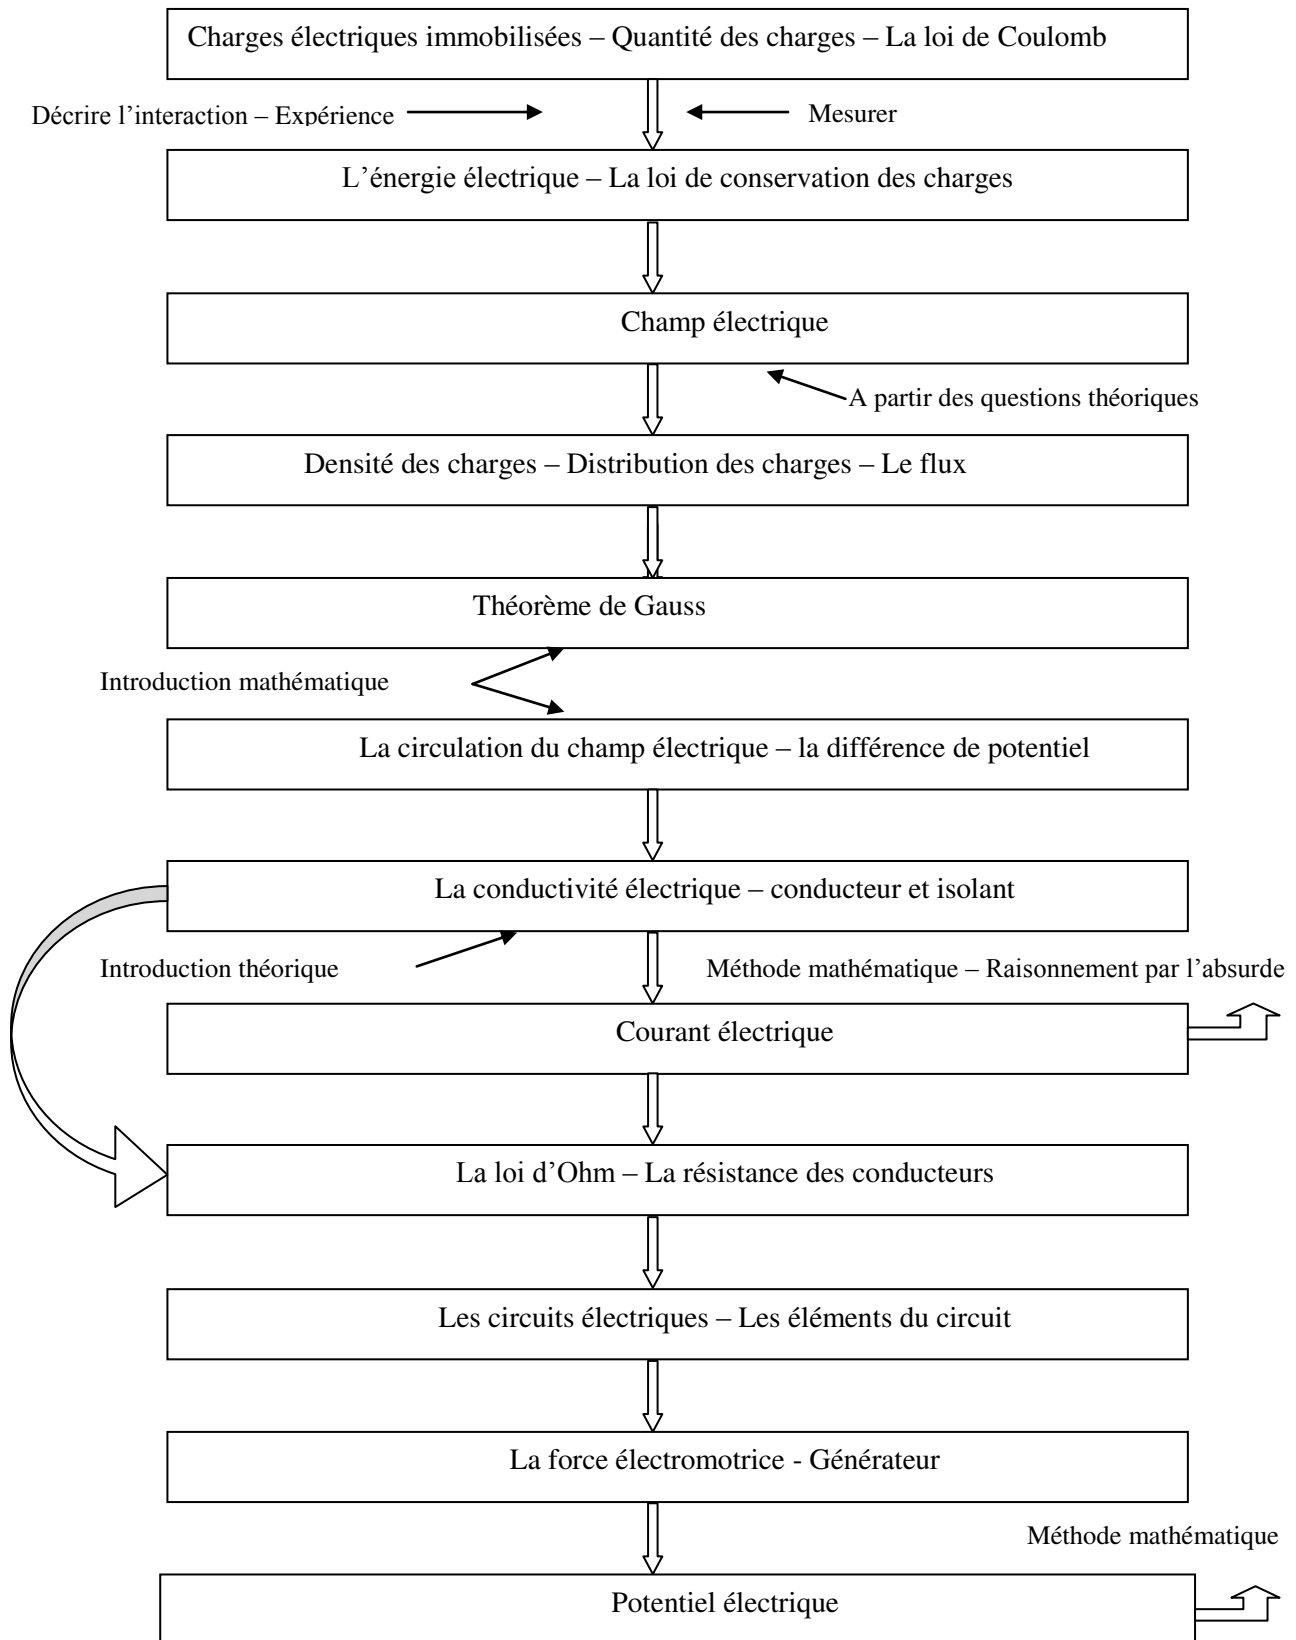 Charges électriques immobilisées – Quantité des charges – La loi de Coulomb
Décrire l’interaction – Expérience
Mesurer
L’énergie électrique – La loi de conservation des charges
Champ électrique
A partir des questions théoriques
Densité des charges – Distribution des charges – Le flux
Théorème de Gauss
Introduction mathématique
La circulation du champ électrique – la différence de potentiel
La conductivité électrique – conducteur et isolant
Introduction théorique
Méthode mathématique – Raisonnement par l’absurde
Courant électrique
La loi d’Ohm – La résistance des conducteurs
Les circuits électriques – Les éléments du circuit
La force électromotrice - Générateur
Méthode mathématique
Potentiel électrique